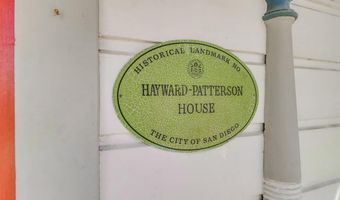 HISTORICAL LANDMARK NO.
HAYWARD-PATTERSON
HOUSE
THE CITY OF SAN DIEGO